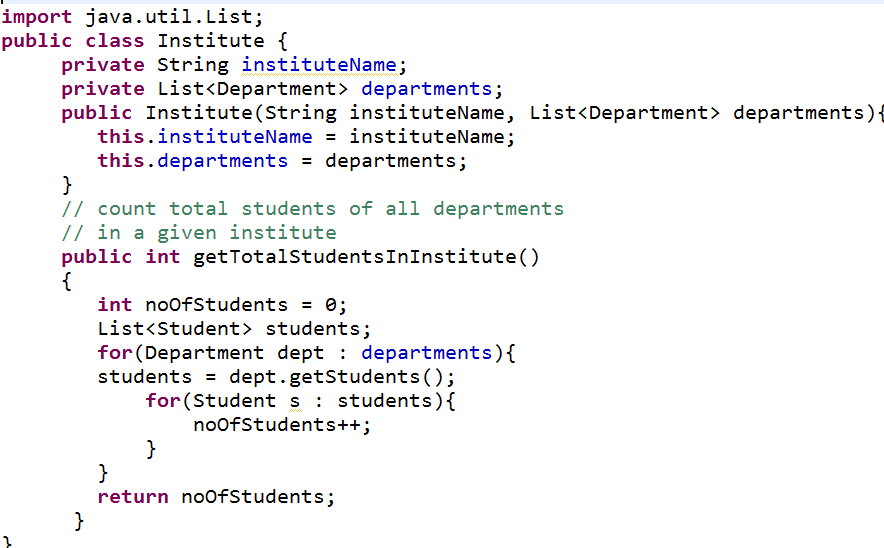 import java.util.List;
public class Institute {
     private String instituteName;
     private List<Department> departments;
     public Institute(String instituteName, List<Department> departments){
        this.instituteName = instituteName;
        this.departments = departments;
     }
     // count total students of all departments
     // in a given institute
     public int getTotalStudentsInInstitute()
     {
        int noOfStudents = 0;
        List<Student> students;
        for(Department dept : departments){
        students = dept.getStudents();
            for(Student s : students){
                noOfStudents++;
            }
        }
        return noOfStudents;
      }
}